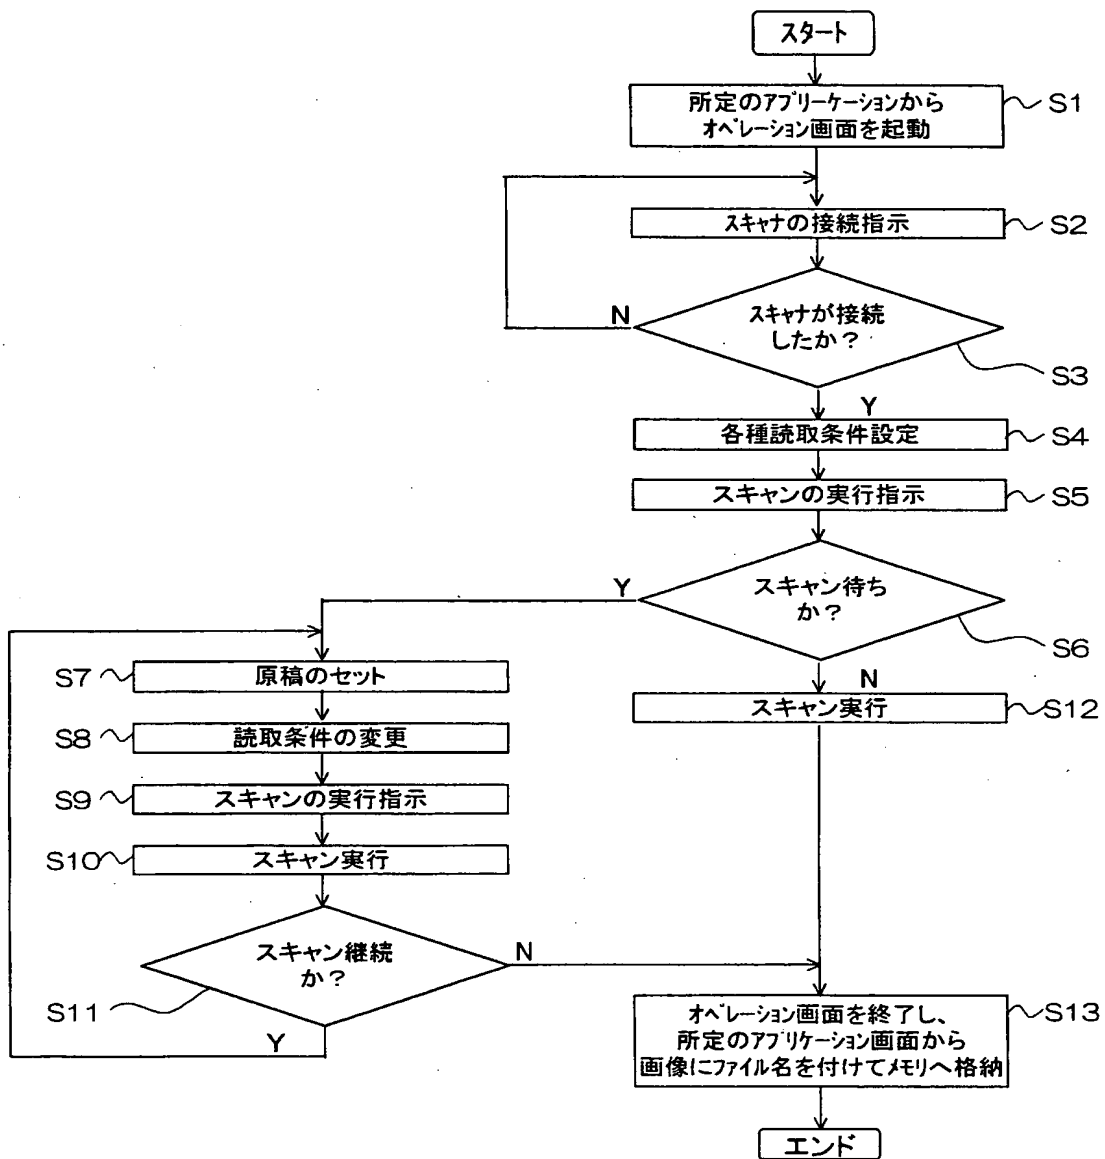 スタート
所定のアプリーケーションから
オペレーション画面を起動
S1
スキャナの接続指示
S2
スキャナが接続
したか？
N
S3
Y
各種読取条件設定
S4
スキャンの実行指示
S5
スキャン待ち
か？
Y
S6
N
S7
原稿のセット
スキャン実行
S12
S8
読取条件の変更
S9
スキャンの実行指示
S10
スキャン実行
スキャン継続
か？
N
S11
Y
オペレーション画面を終了し、
所定のアプリケーション画面から
画像にファイル名を付けてメモリへ格納
S13
エンド